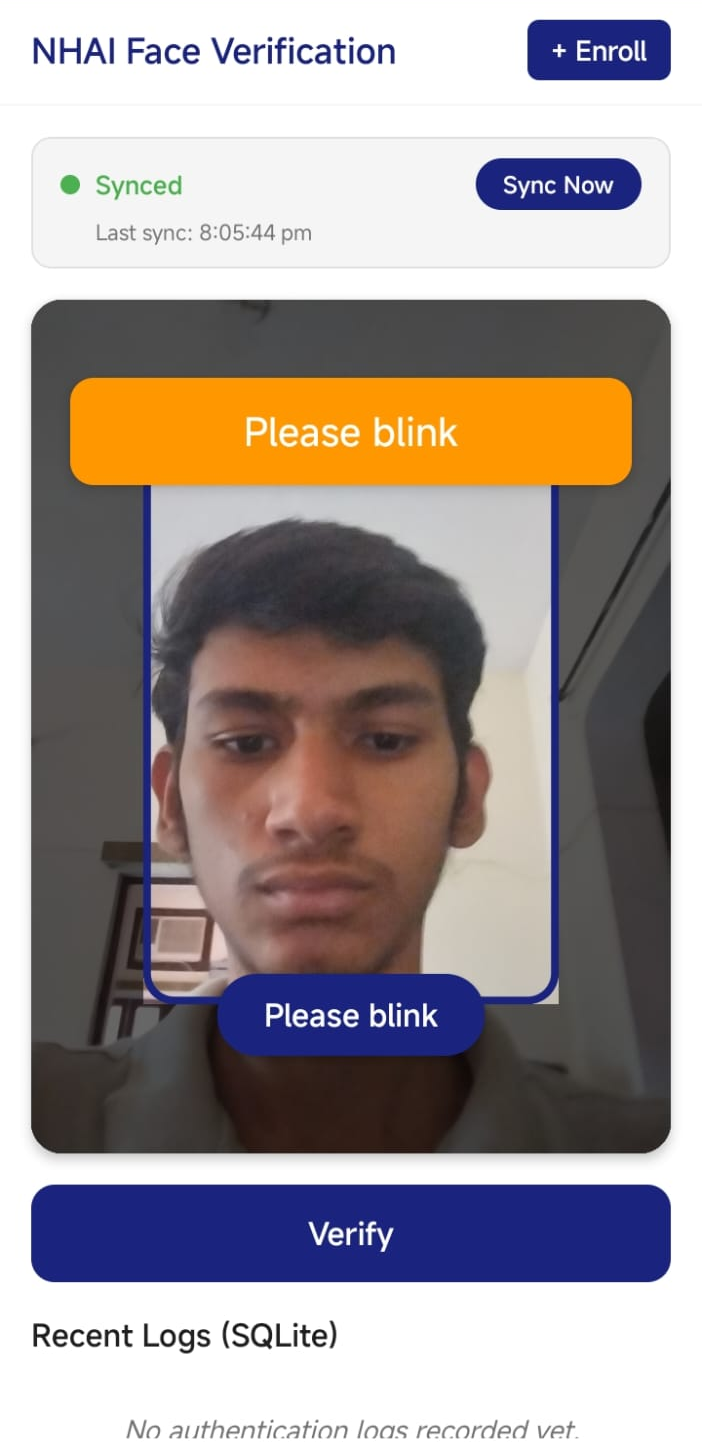 NHAI Face Verification
+ Enroll
Synced
Sync Now
Last sync: 8:05:44 pm
Please blink
Please blink
Verify
Recent Logs (SQLite)
No authentication logs recorded yet.